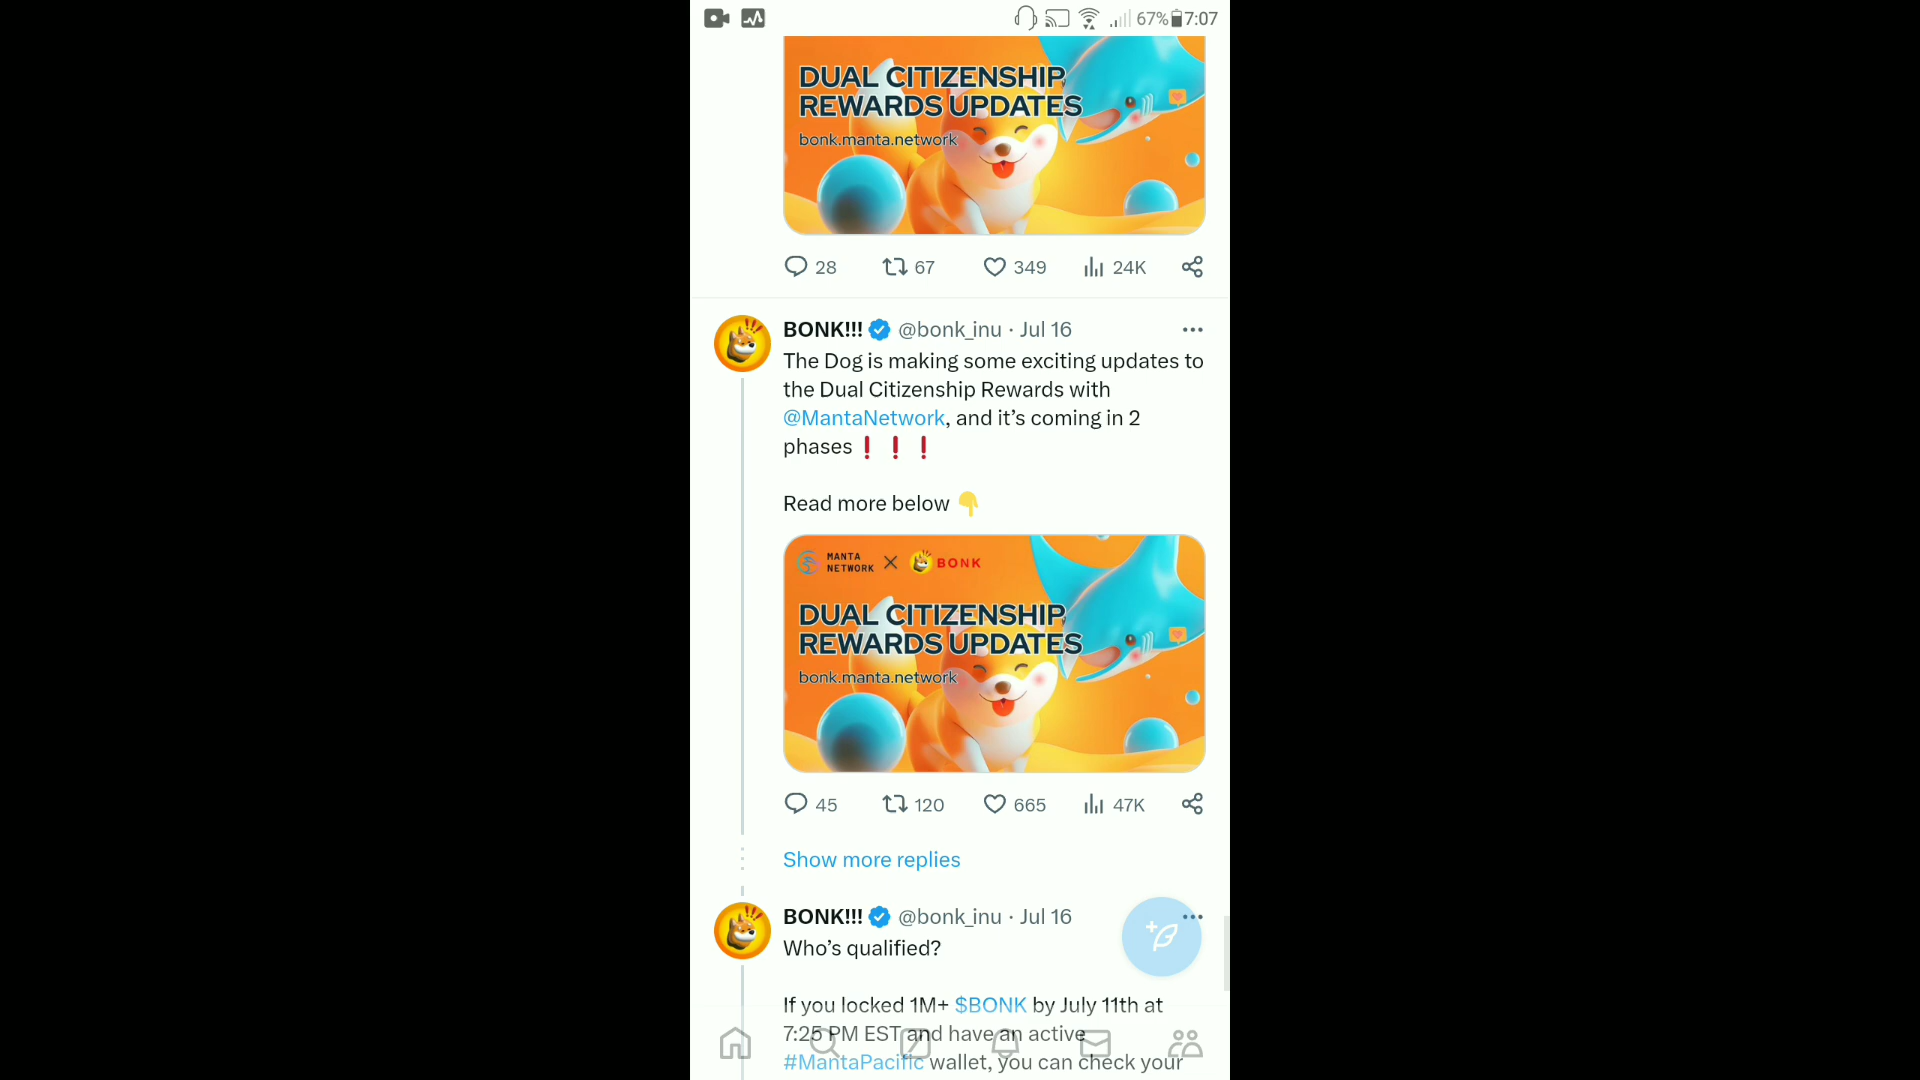 67% 7:07
DUAL CITIZENSHIP
REWARDS UPDATES
bonk.manta.network
28 67 349 24K
BONK!!! @bonk_inu · Jul 16
The Dog is making some exciting updates to
the Dual Citizenship Rewards with
@MantaNetwork, and it’s coming in 2
phases❗❗❗
Read more below 👇
MANTA
NETWORK X BONK
DUAL CITIZENSHIP
REWARDS UPDATES
bonk.manta.network
45 120 665 47K
Show more replies
BONK!!! @bonk_inu · Jul 16
Who’s qualified?
If you locked 1M+ $BONK by July 11th at
7:25 PM EST and have an active
#MantaPacific wallet, you can check your